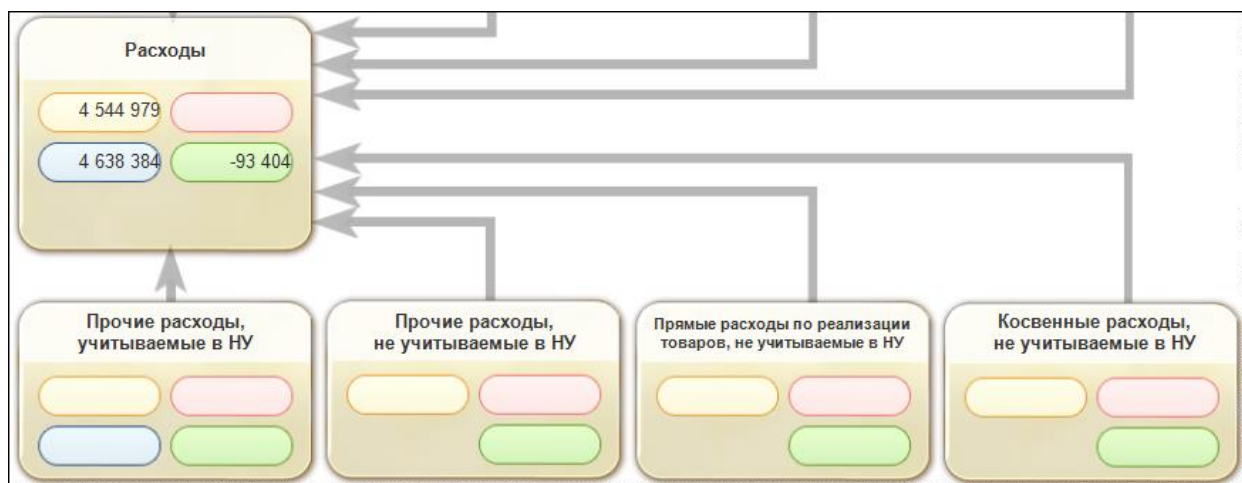 Расходы
4 544 979
4 638 384
-93 404
Прочие расходы,
учитываемые в НУ
Прочие расходы,
не учитываемые в НУ
Прямые расходы по реализации
товаров, не учитываемые в НУ
Косвенные расходы,
не учитываемые в НУ